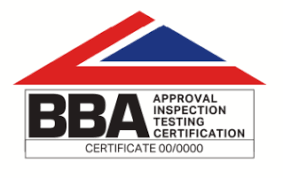 BBA
APPROVAL
INSPECTION
TESTING
CERTIFICATION
CERTIFICATE 00/0000